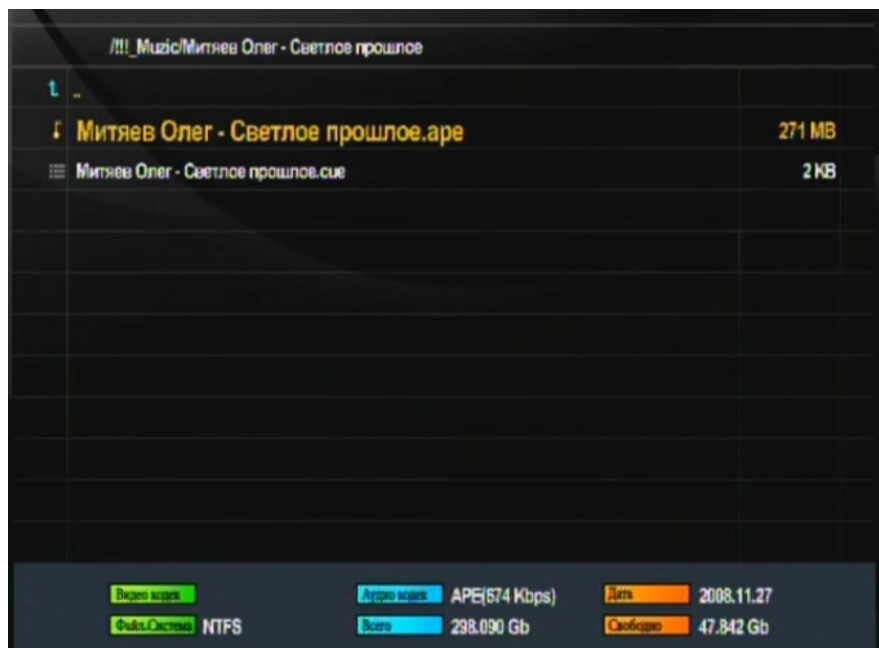 /!!!_Muzic/Митяев Олег - Светлое прошлое
..
Митяев Олег - Светлое прошлое.ape 271 MB
Митяев Олег - Светлое прошлое.cue 2 KB
Видео кодек Аудио кодек APE(674 Kbps) Дата 2008.11.27
Файл.Система NTFS Всего 298.090 Gb Свободно 47.842 Gb